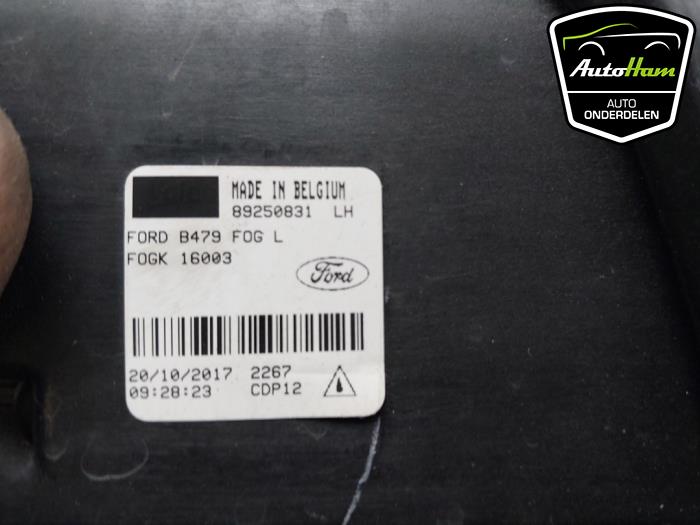 AutoHam
AUTO
ONDERDELEN
MADE IN BELGIUM
89250831 LH
FORD B479 FOG L
FOGK 16003
Ford
20/10/2017 2267
09:28:23 CDP12